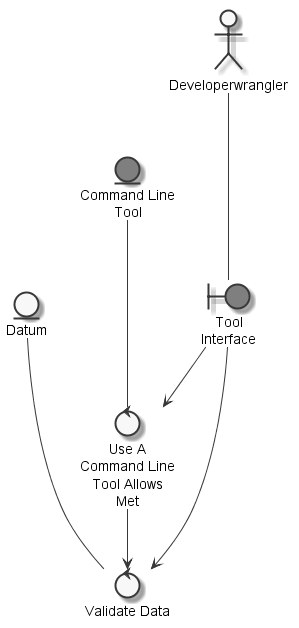 Developerwrangler
Command Line
Tool
Datum
Tool
Interface
Use A
Command Line
Tool Allows
Met
Validate Data